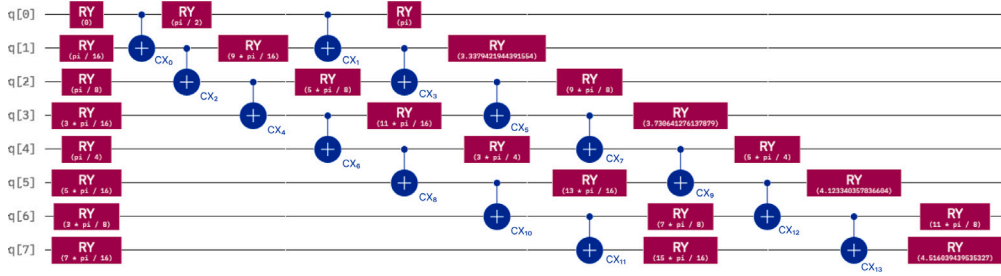 q[0] RY (0) RY (pi / 2) RY (pi)
q[1] RY (pi / 16) CX₀ RY (9 * pi / 16) CX₁ RY (3.3379421944391554)
q[2] RY (pi / 8) CX₂ RY (5 * pi / 8) CX₃ RY (9 * pi / 8)
q[3] RY (3 * pi / 16) CX₄ RY (11 * pi / 16) CX₅ RY (3.730641276137879)
q[4] RY (pi / 4) CX₆ RY (3 * pi / 4) CX₇ RY (5 * pi / 4)
q[5] RY (5 * pi / 16) CX₈ RY (13 * pi / 16) CX₉ RY (4.123340357836604)
q[6] RY (3 * pi / 8) CX₁₀ RY (7 * pi / 8) CX₁₂ RY (11 * pi / 8)
q[7] RY (7 * pi / 16) CX₁₁ RY (15 * pi / 16) CX₁₃ RY (4.516039439535327)